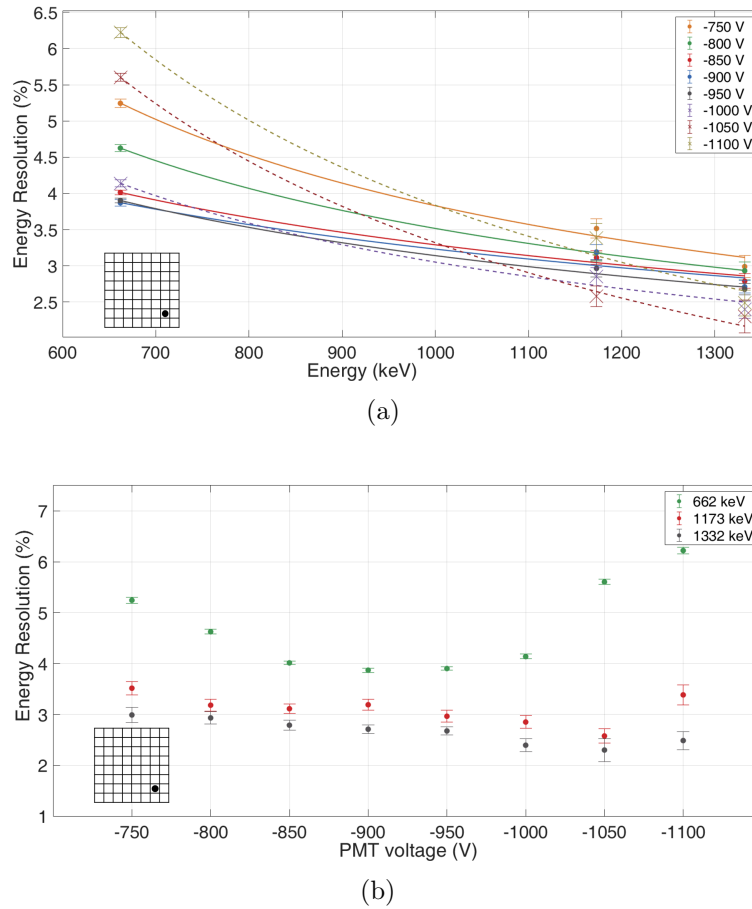 6.5
6
5.5
5
4.5
4
3.5
3
2.5
Energy Resolution (%)
-750 V
-800 V
-850 V
-900 V
-950 V
-1000 V
-1050 V
-1100 V
600 700 800 900 1000 1100 1200 1300
Energy (keV)
(a)
7
6
5
4
3
2
1
Energy Resolution (%)
662 keV
1173 keV
1332 keV
-750 -800 -850 -900 -950 -1000 -1050 -1100
PMT voltage (V)
(b)